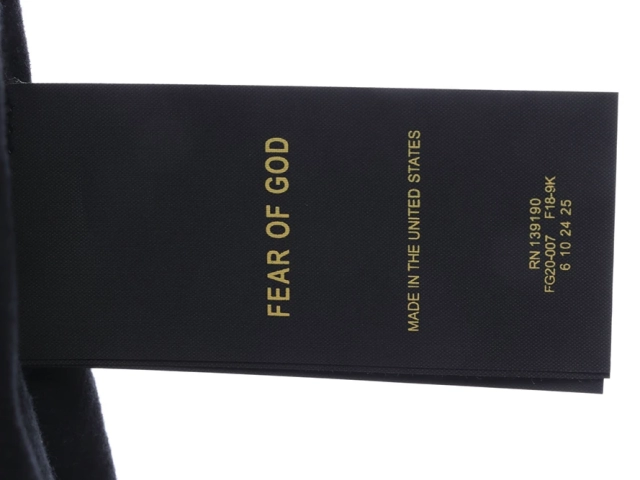 FEAR OF GOD
MADE IN THE UNITED STATES
RN 139190
FG20-007 F18-9K
6 10 24 25